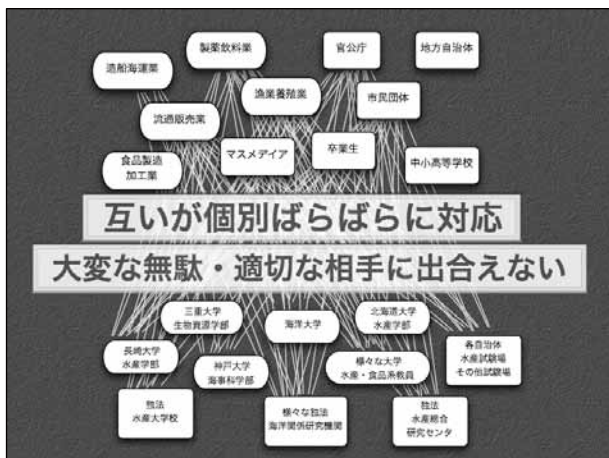 製薬飲料業
官公庁
地方自治体
造船海運業
漁業養殖業
市民団体
流通販売業
マスメデイア
卒業生
食品製造
加工業
中小高等学校
互いが個別ばらばらに対応
大変な無駄・適切な相手に出合えない
三重大学
生物資源学部
海洋大学
北海道大学
水産学部
長崎大学
水産学部
神戸大学
海事科学部
様々な大学
水産・食品系教員
各自治体
水産試験場
その他試験場
独法
水産大学校
様々な独法
海洋関係研究機関
独法
水産総合
研究センタ